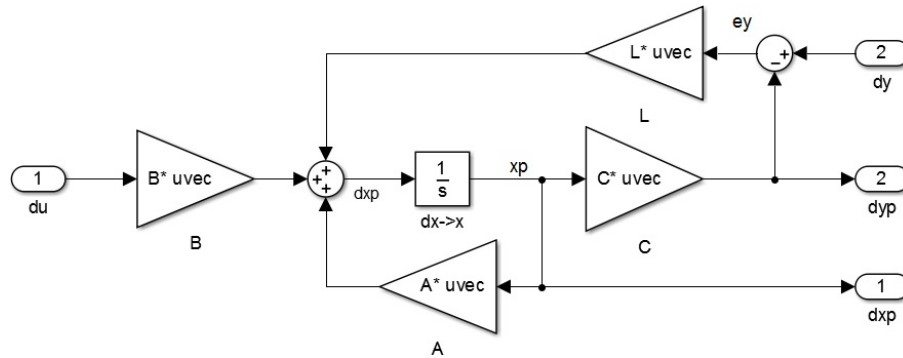 ey
L* uvec
+
−
2
dy
L
1
du
B* uvec
B
+
+
+
dxp
1
s
dx->x
xp
C* uvec
C
2
dyp
A* uvec
A
1
dxp